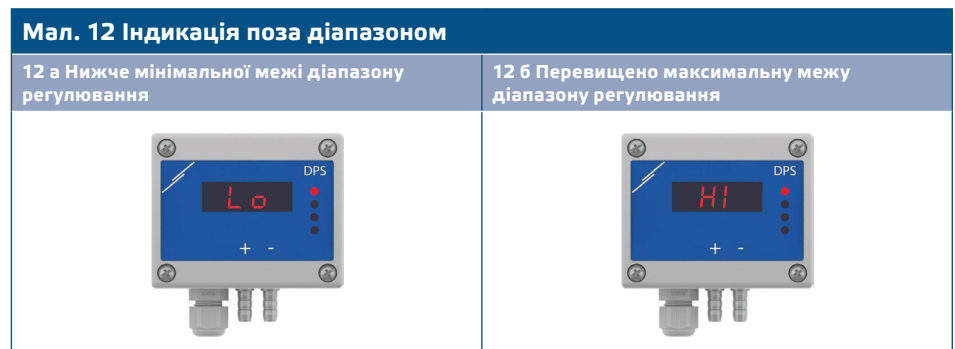 Мал. 12 Індикація поза діапазоном
12 а Нижче мінімальної межі діапазону
регулювання
12 б Перевищено максимальну межу
діапазону регулювання
DPS
Lo
+ -
DPS
HI
+ -